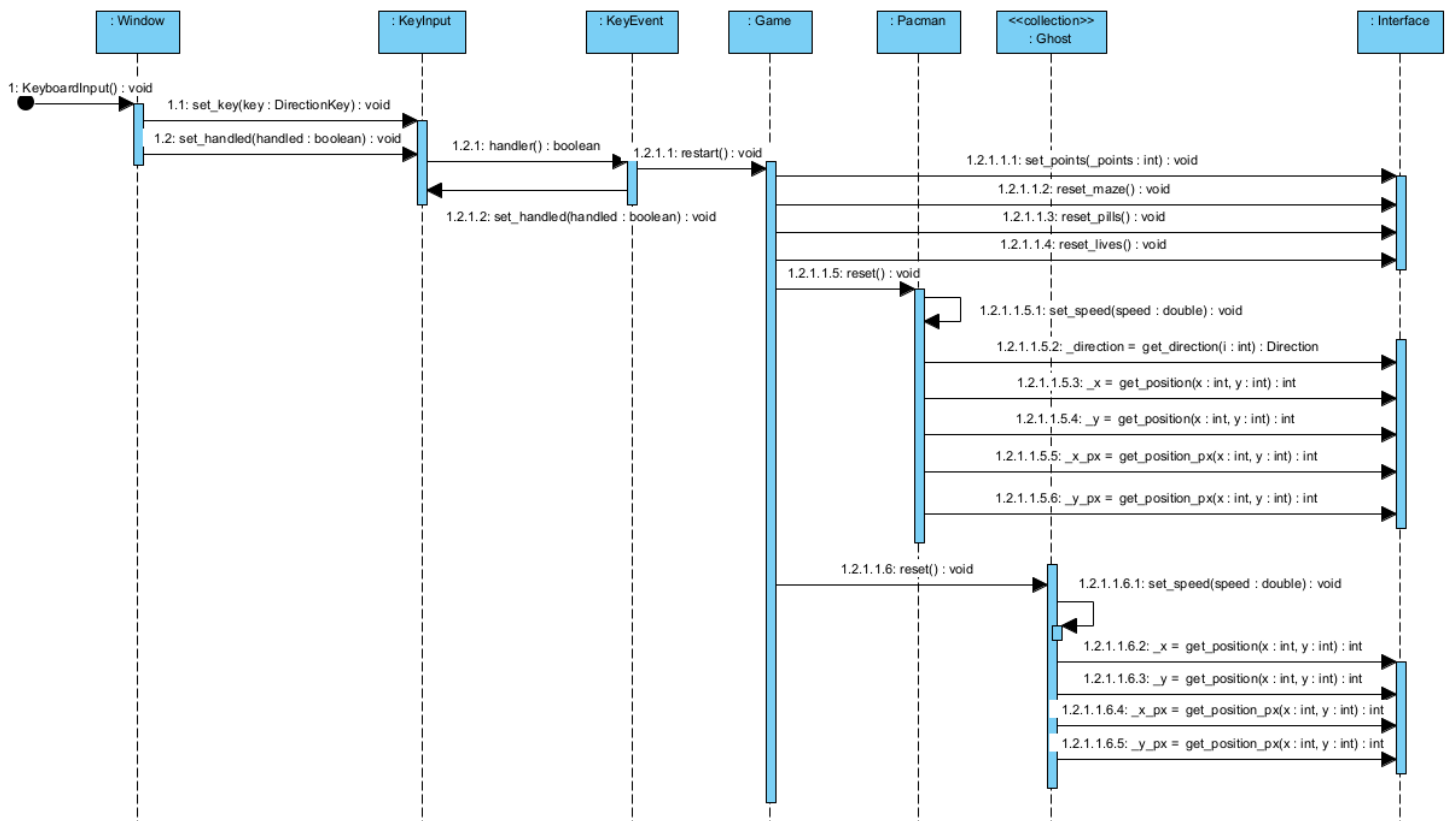 : Window
: KeyInput
: KeyEvent
: Game
: Pacman
<<collection>>
: Ghost
: Interface
1: KeyboardInput() : void
1.1: set_key(key : DirectionKey) : void
1.2: set_handled(handled : boolean) : void
1.2.1: handler() : boolean
1.2.1.1: restart() : void
1.2.1.1.1: set_points(_points : int) : void
1.2.1.1.2: reset_maze() : void
1.2.1.2: set_handled(handled : boolean) : void
1.2.1.1.3: reset_pills() : void
1.2.1.1.4: reset_lives() : void
1.2.1.1.5: reset() : void
1.2.1.1.5.1: set_speed(speed : double) : void
1.2.1.1.5.2: _direction = get_direction(i : int) : Direction
1.2.1.1.5.3: _x = get_position(x : int, y : int) : int
1.2.1.1.5.4: _y = get_position(x : int, y : int) : int
1.2.1.1.5.5: _x_px = get_position_px(x : int, y : int) : int
1.2.1.1.5.6: _y_px = get_position_px(x : int, y : int) : int
1.2.1.1.6: reset() : void
1.2.1.1.6.1: set_speed(speed : double) : void
1.2.1.1.6.2: _x = get_position(x : int, y : int) : int
1.2.1.1.6.3: _y = get_position(x : int, y : int) : int
1.2.1.1.6.4: _x_px = get_position_px(x : int, y : int) : int
1.2.1.1.6.5: _y_px = get_position_px(x : int, y : int) : int